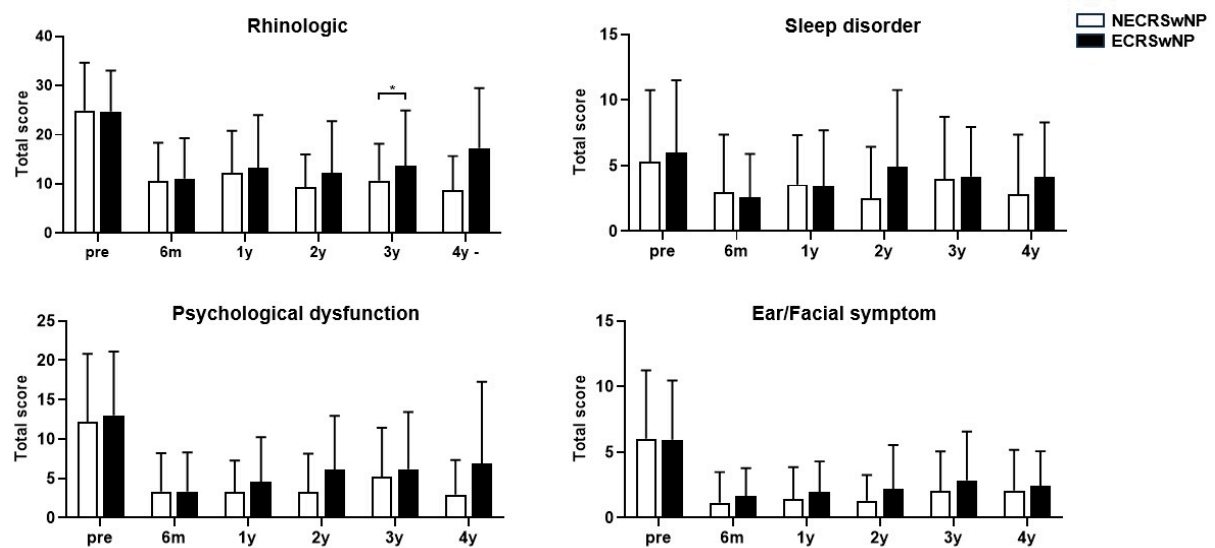 Rhinologic
Total score
40
30
20
10
0
*
pre 6m 1y 2y 3y 4y -
Sleep disorder
Total score
15
10
5
0
pre 6m 1y 2y 3y 4y
NECRSwNP
ECRSwNP
Psychological dysfunction
Total score
25
20
15
10
5
0
pre 6m 1y 2y 3y 4y
Ear/Facial symptom
Total score
15
10
5
0
pre 6m 1y 2y 3y 4y